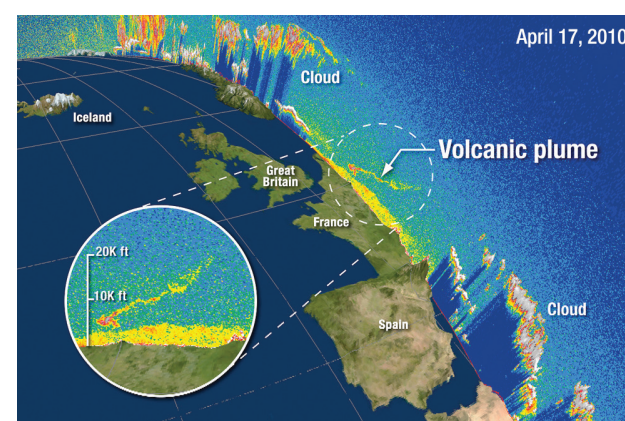 April 17, 2010
Cloud
Iceland
Volcanic plume
Great
Britain
France
20K ft
10K ft
Spain
Cloud